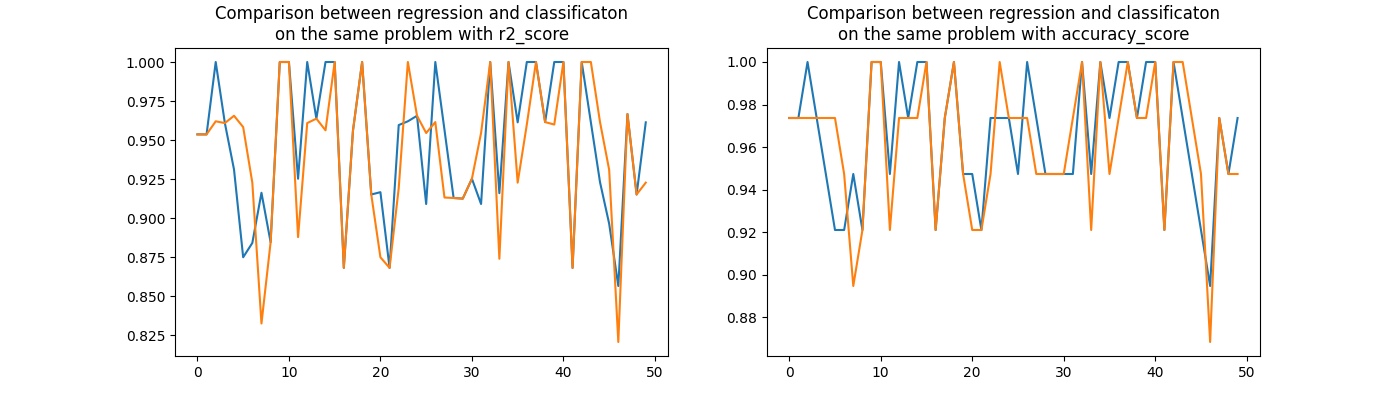 Comparison between regression and classificaton
on the same problem with r2_score
1.000
0.975
0.950
0.925
0.900
0.875
0.850
0.825
0 10 20 30 40 50
Comparison between regression and classificaton
on the same problem with accuracy_score
1.00
0.98
0.96
0.94
0.92
0.90
0.88
0 10 20 30 40 50